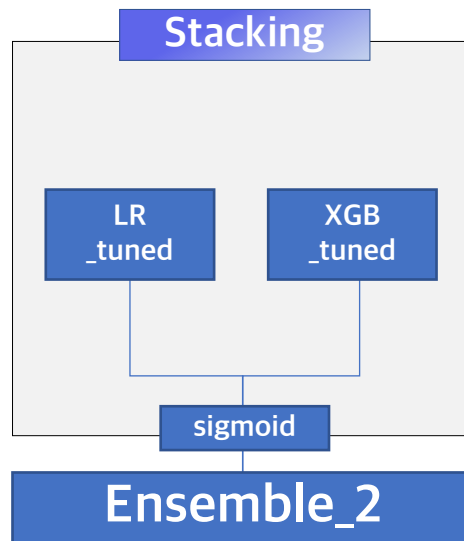 Stacking
LR
_tuned
XGB
_tuned
sigmoid
Ensemble_2